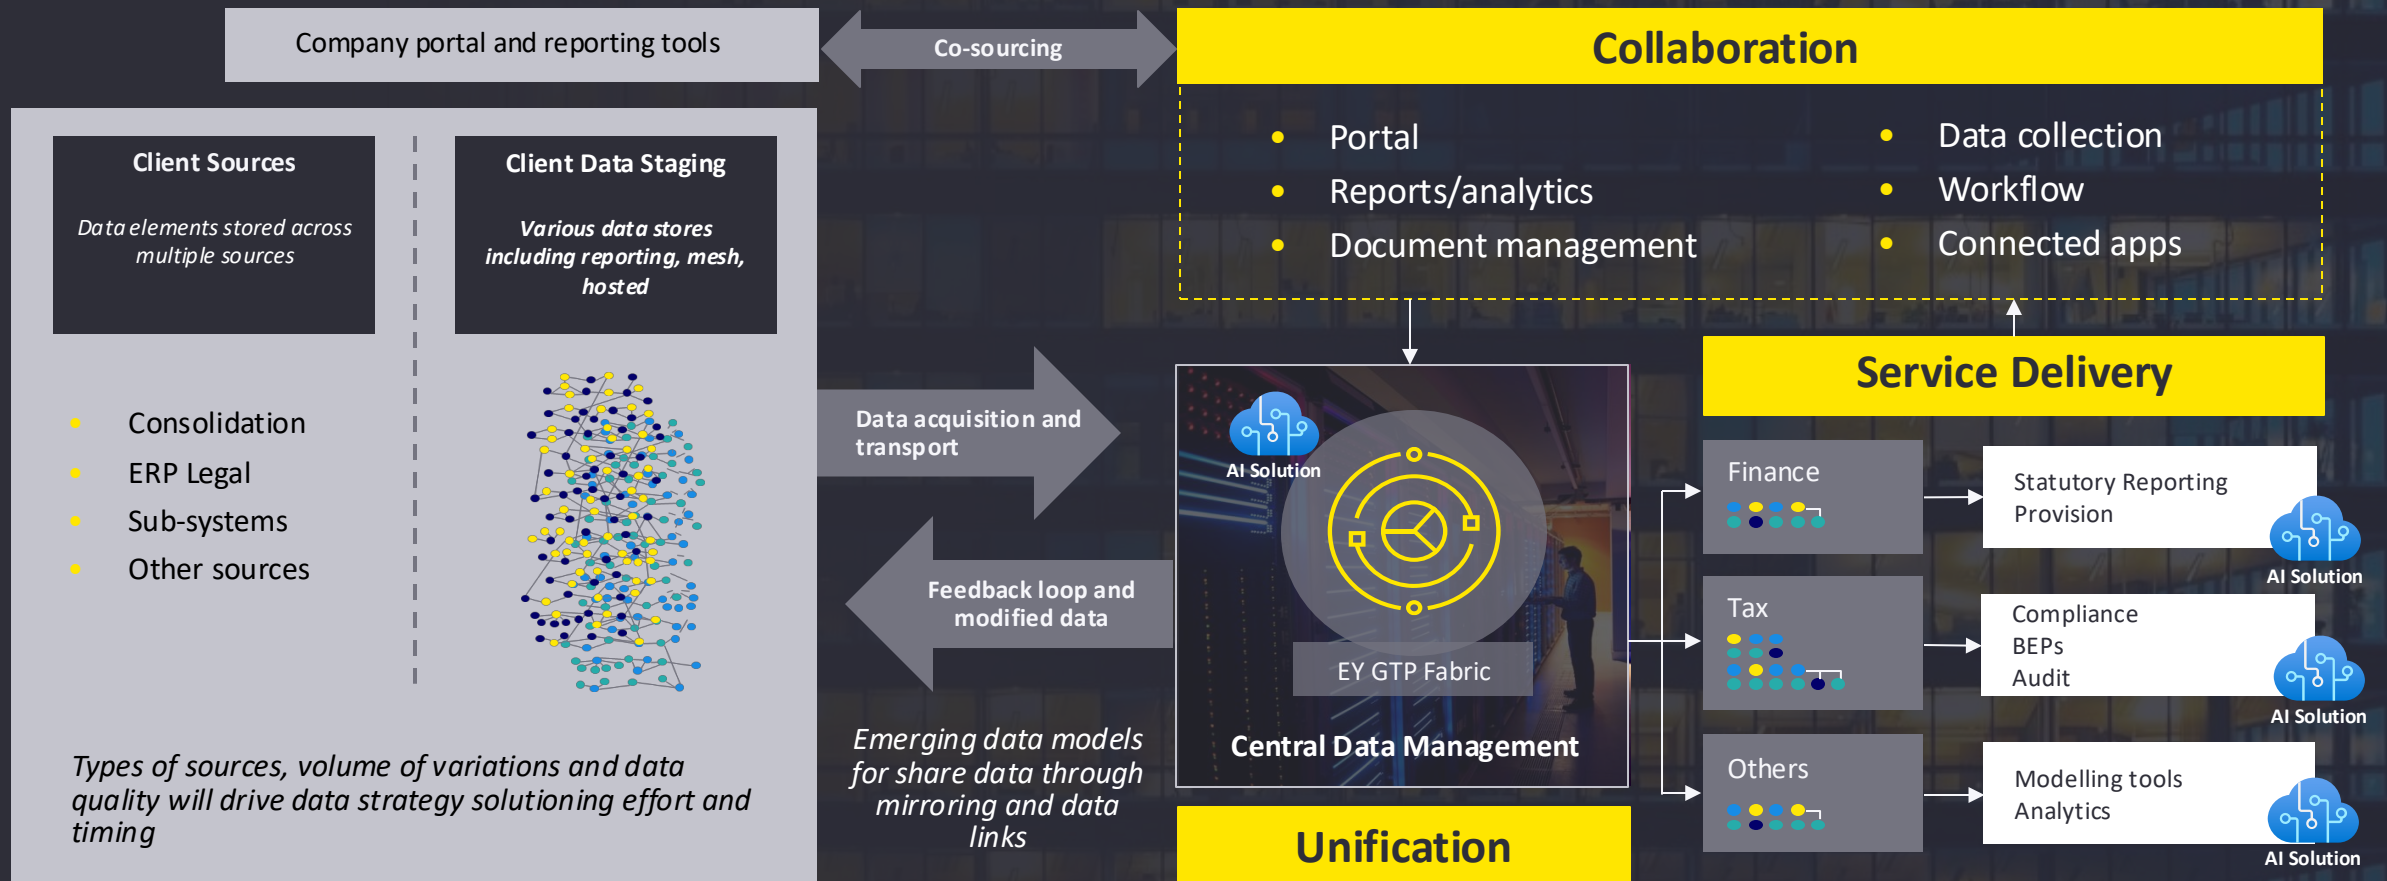 Company portal and reporting tools
Co-sourcing
Collaboration
Client Sources
Data elements stored across
multiple sources
Client Data Staging
Various data stores
including reporting, mesh,
hosted
Portal
Reports/analytics
Document management
Data collection
Workflow
Connected apps
Consolidation
ERP Legal
Sub-systems
Other sources
Types of sources, volume of variations and data
quality will drive data strategy solutioning effort and
timing
Data acquisition and
transport
Feedback loop and
modified data
Emerging data models
for share data through
mirroring and data
links
AI Solution
EY GTP Fabric
Central Data Management
Unification
Service Delivery
Finance
Statutory Reporting
Provision
AI Solution
Tax
Compliance
BEPs
Audit
AI Solution
Others
Modelling tools
Analytics
AI Solution